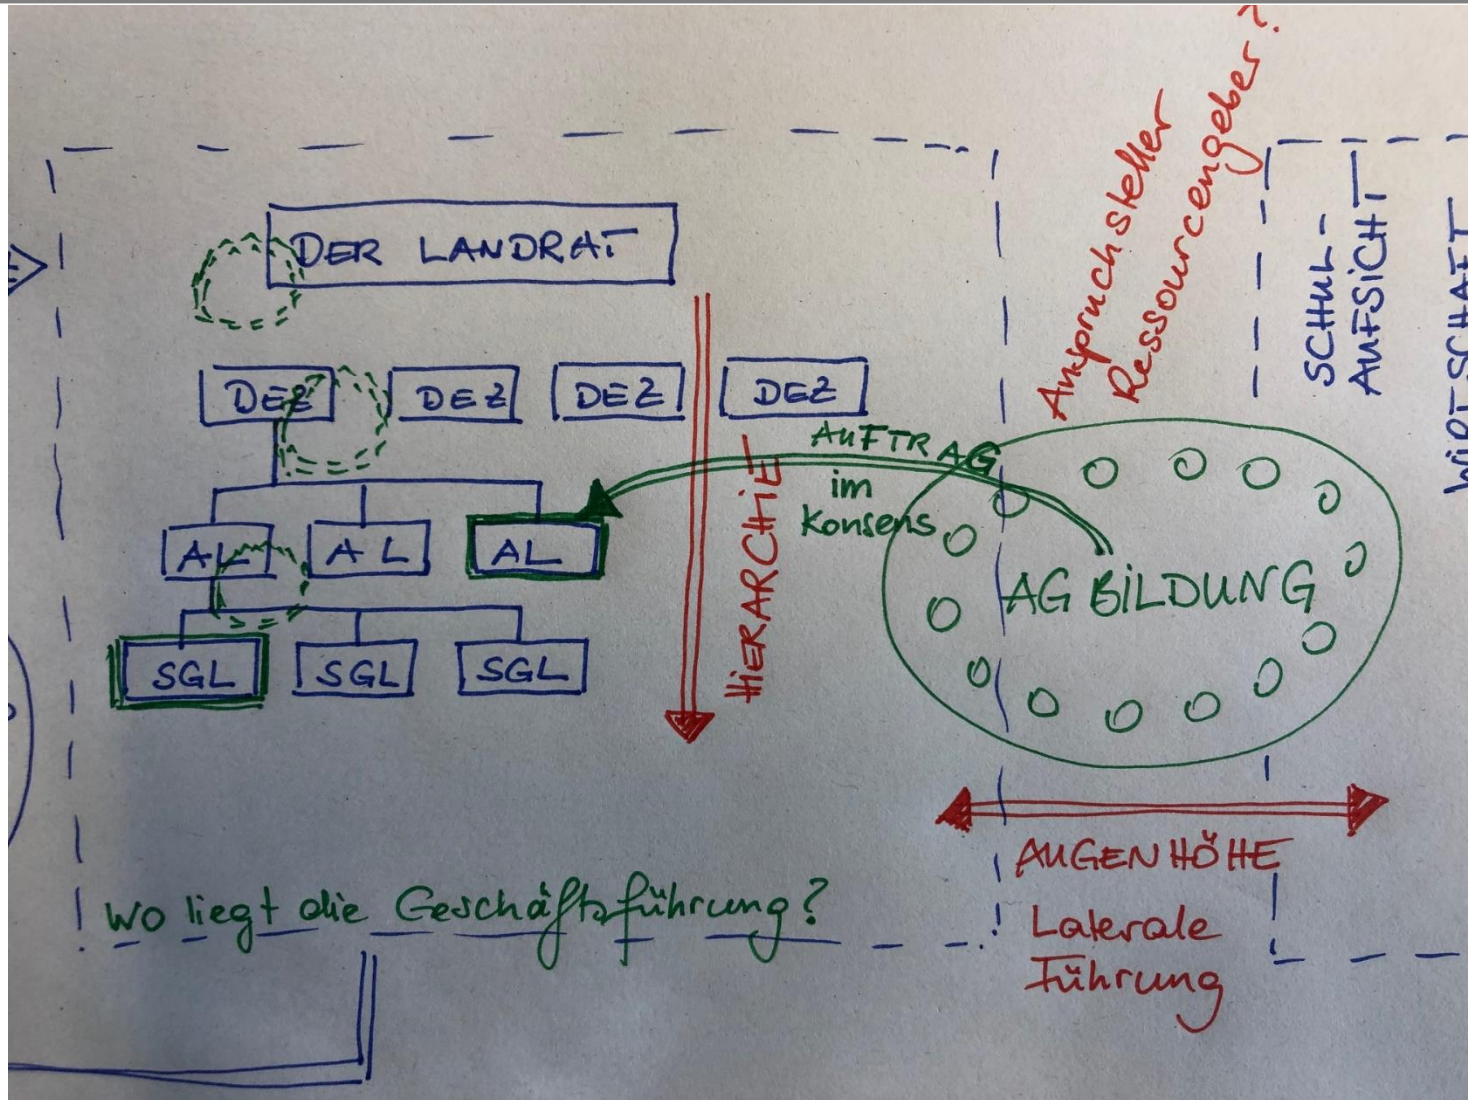 DER LANDRAT
DEZ
DEZ
DEZ
DEZ
AL
AL
AL
SGL
SGL
SGL
HiERARCHiE
AUFTRAG
im
Konsens
AG BiLDUNG
Anspruchsteller
Ressourcengeber?
SCHUL-
AUFSiCHT
WiRTSCHAFT
AUGENHÖHE
Laterale
Führung
Wo liegt die Geschäftsführung?